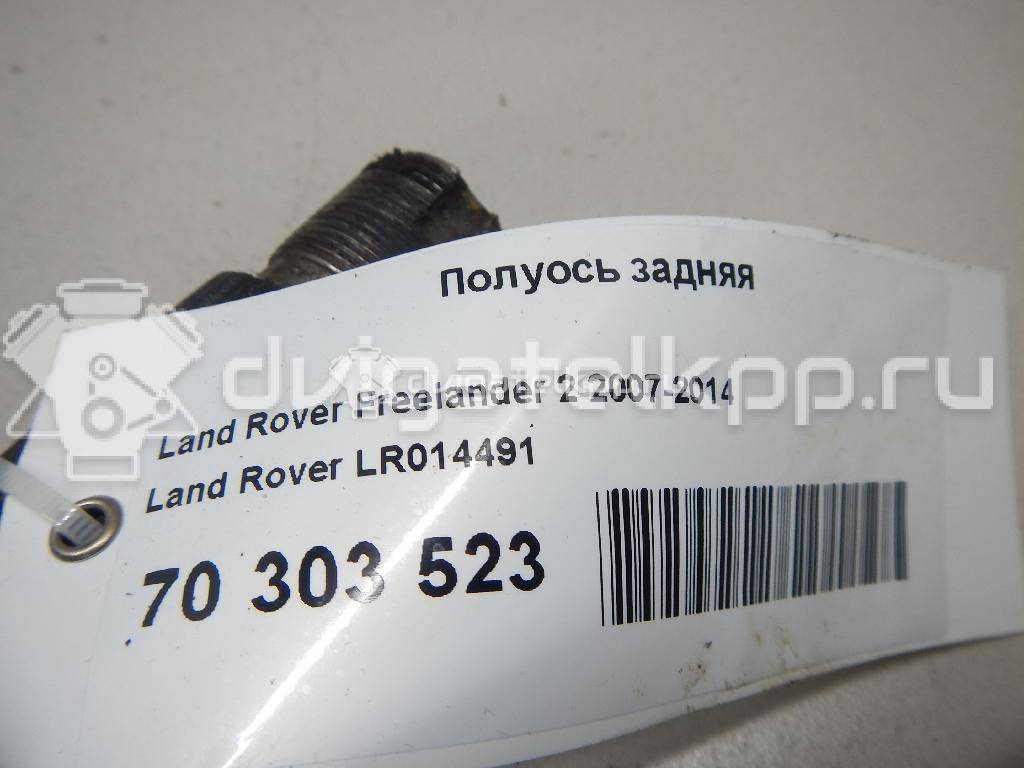 Полуось задняя
dvigatelkpp.ru
Land Rover Freelander 2 2007-2014
Land Rover LR014491
70 303 523